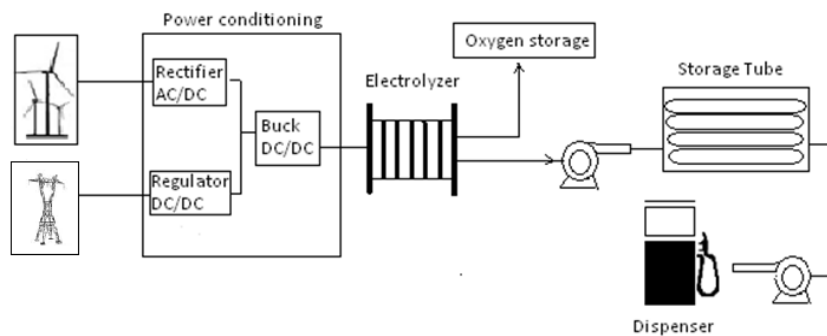 Power conditioning
Oxygen storage
Rectifier
AC/DC
Electrolyzer
Storage Tube
Buck
DC/DC
Regulator
DC/DC
Dispenser